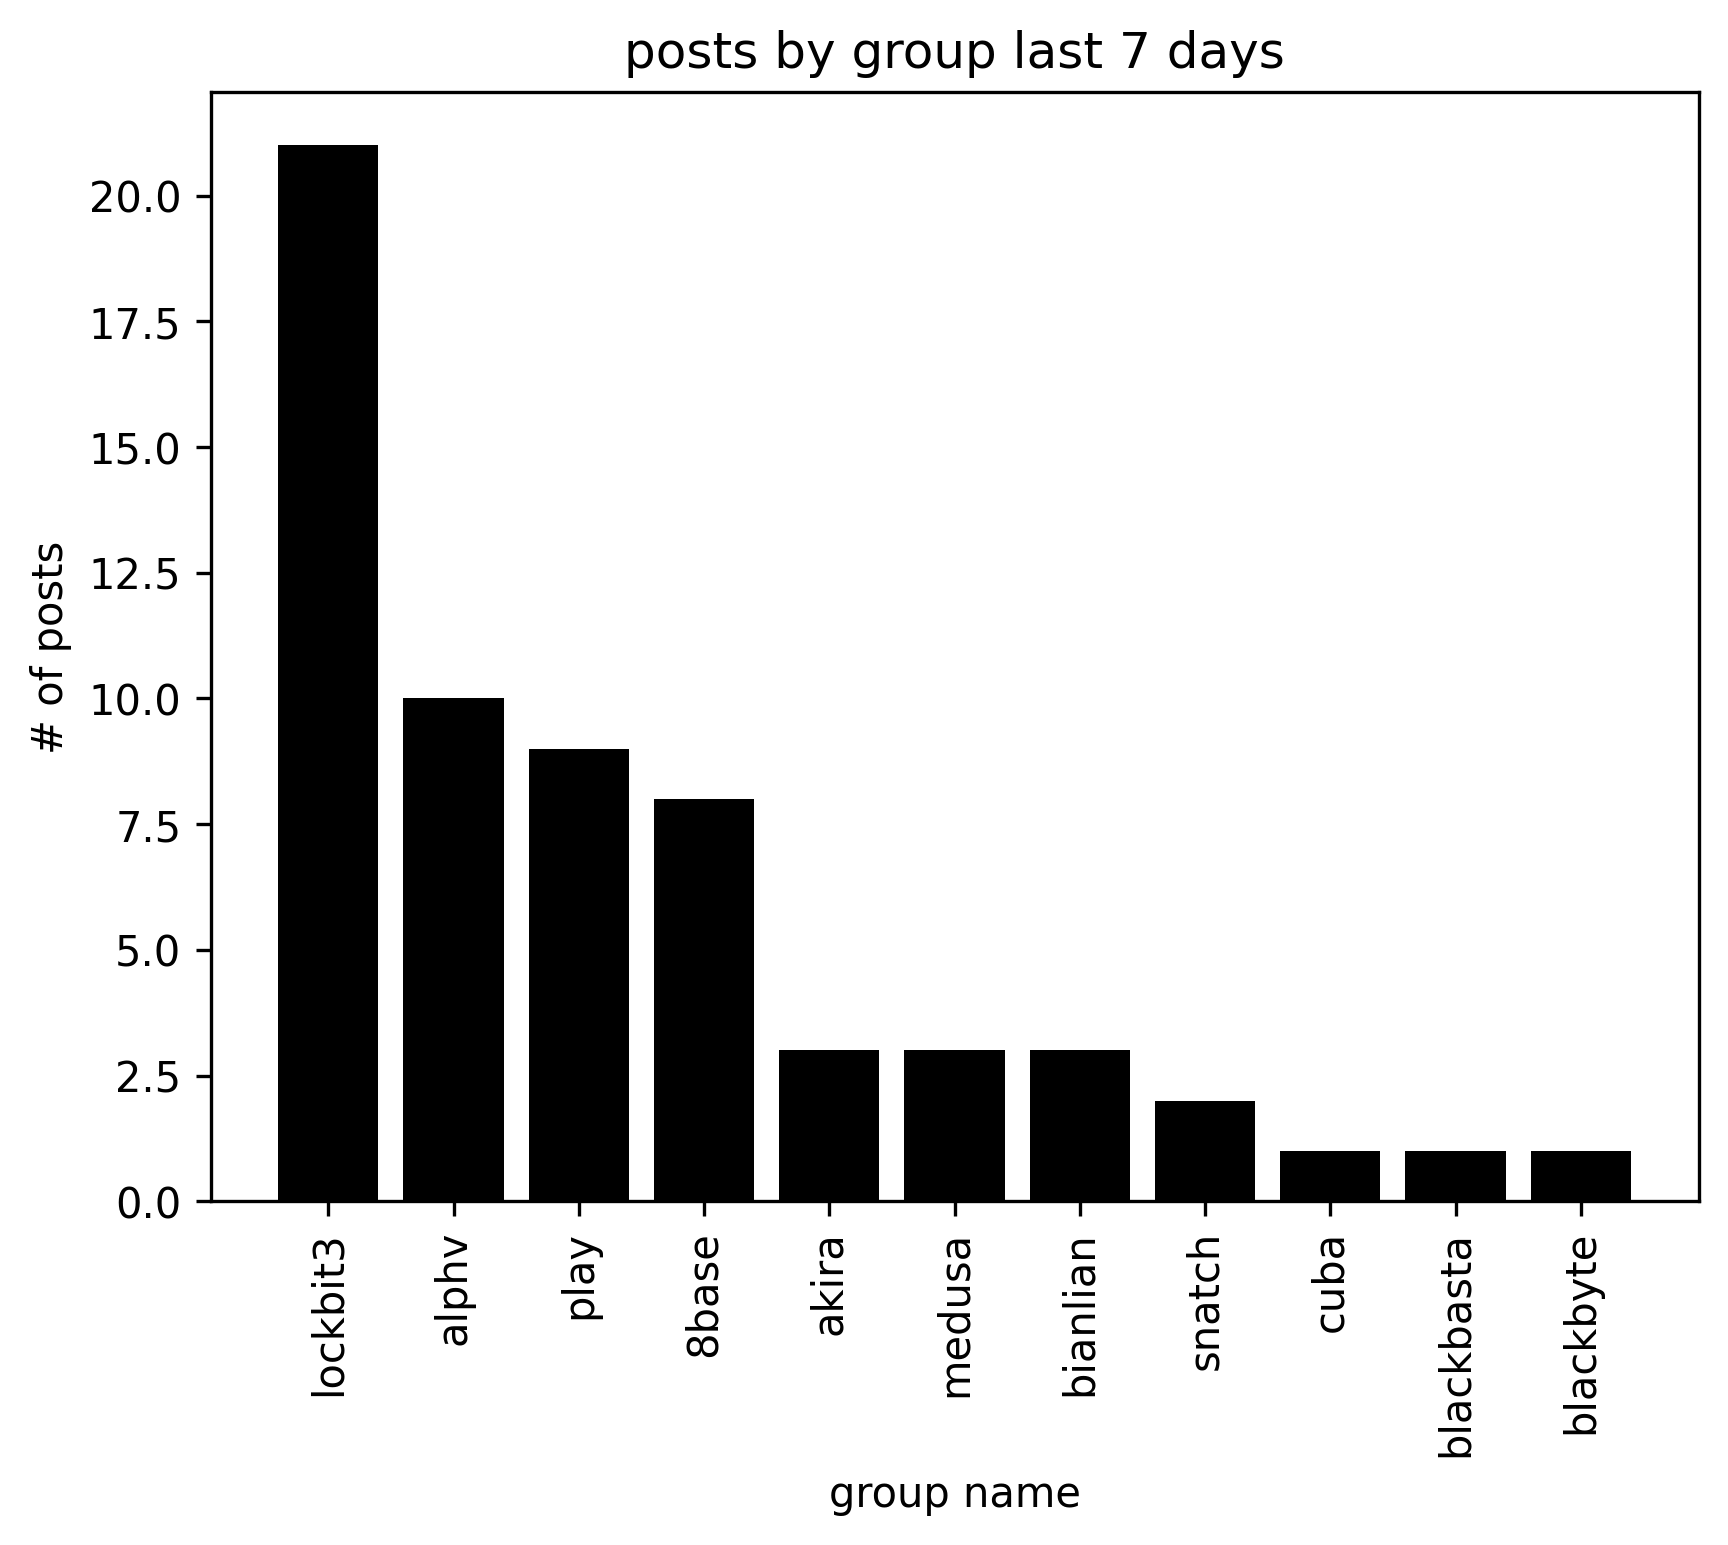 posts by group last 7 days
# of posts
20.0
17.5
15.0
12.5
10.0
7.5
5.0
2.5
0.0
lockbit3
alphv
play
8base
akira
medusa
bianlian
snatch
cuba
blackbasta
blackbyte
group name